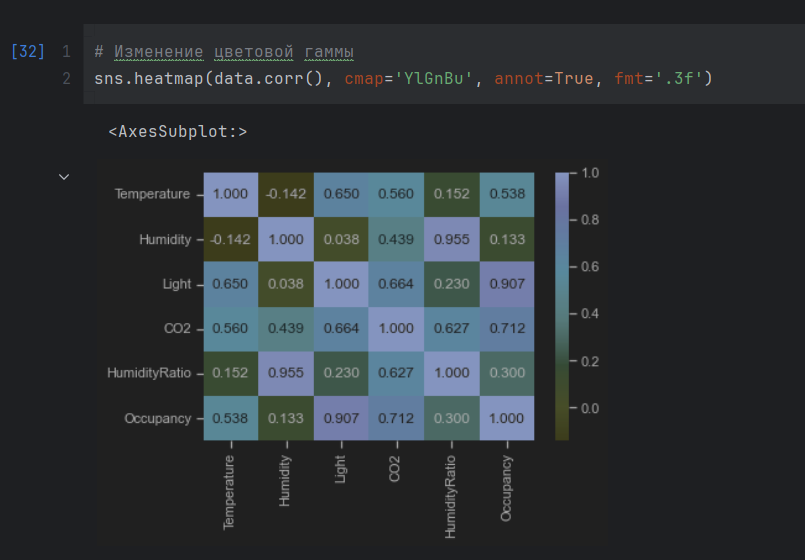 [32] 1 # Изменение цветовой гаммы
2 sns.heatmap(data.corr(), cmap='YlGnBu', annot=True, fmt='.3f')
<AxesSubplot:>
Temperature 1.000 -0.142 0.650 0.560 0.152 0.538
Humidity -0.142 1.000 0.038 0.439 0.955 0.133
Light 0.650 0.038 1.000 0.664 0.230 0.907
CO2 0.560 0.439 0.664 1.000 0.627 0.712
HumidityRatio 0.152 0.955 0.230 0.627 1.000 0.300
Occupancy 0.538 0.133 0.907 0.712 0.300 1.000
Temperature
Humidity
Light
CO2
HumidityRatio
Occupancy
1.0
0.8
0.6
0.4
0.2
0.0